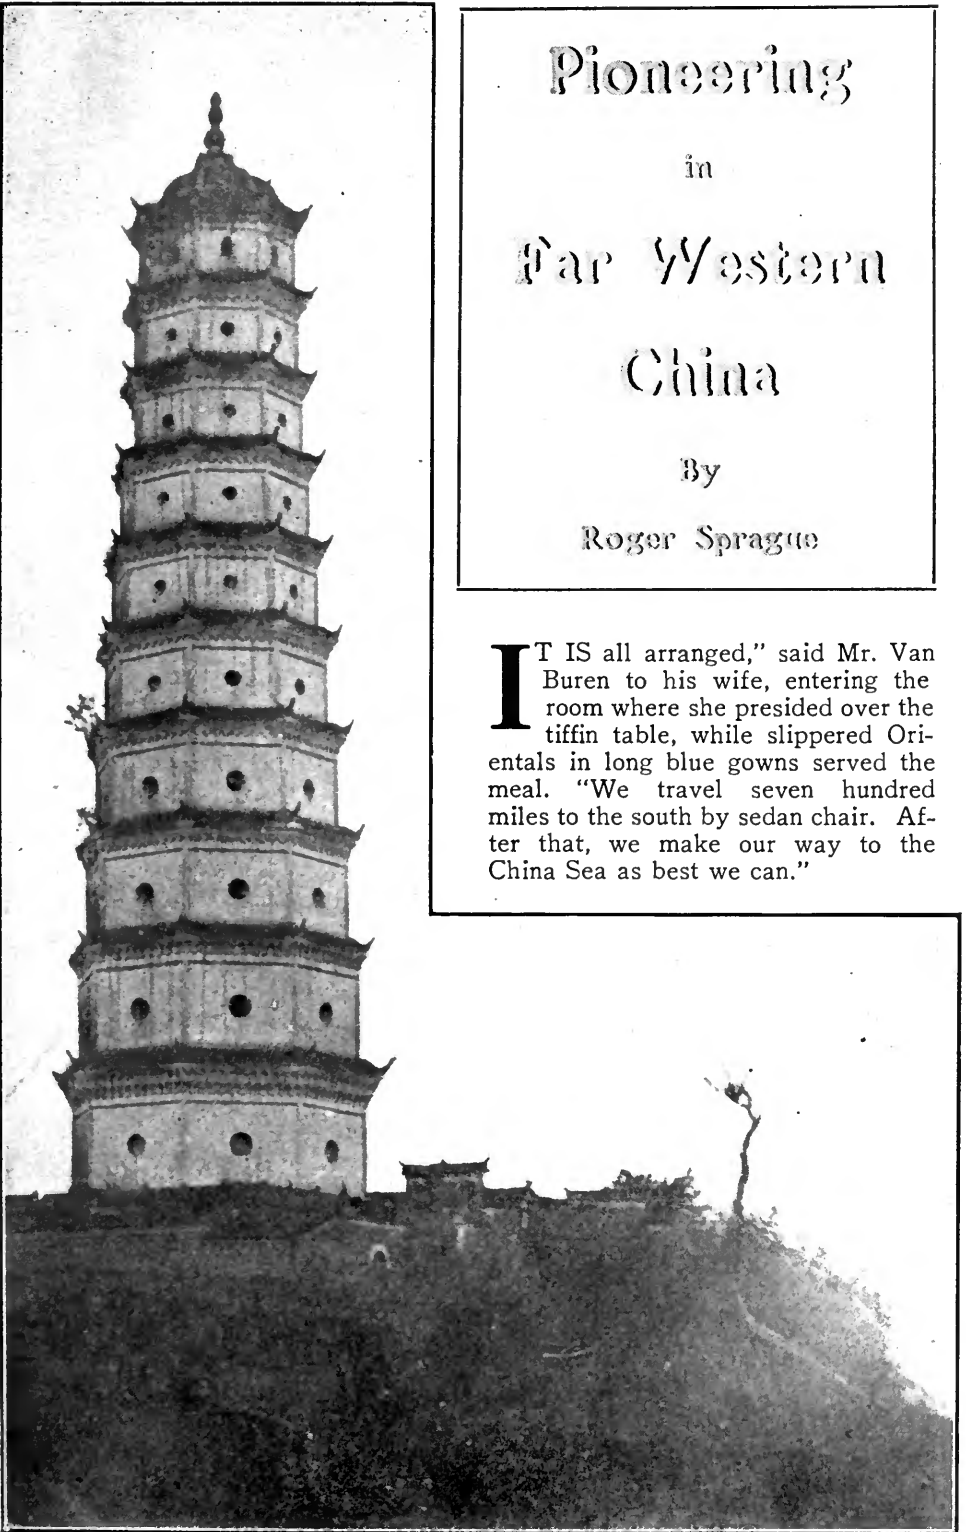 Pioneering
in
Far Western
China
By
Roger Sprague
IT IS all arranged,” said Mr. Van
Buren to his wife, entering the
room where she presided over the
tiffin table, while slippered Ori-
entals in long blue gowns served the
meal. “We travel seven hundred
miles to the south by sedan chair. Af-
ter that, we make our way to the
China Sea as best we can.”